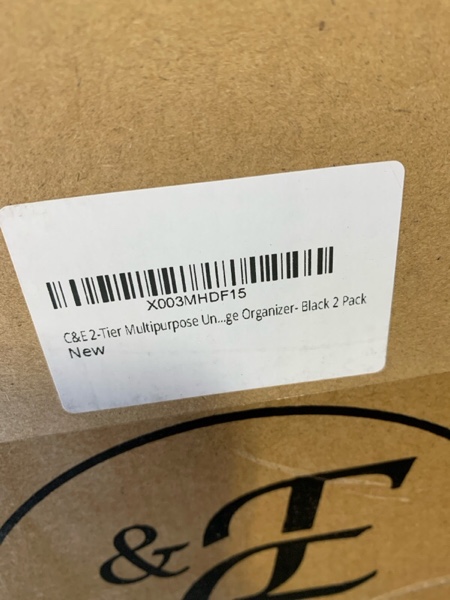 X003MHDF15
C&E 2-Tier Multipurpose Un...ge Organizer- Black 2 Pack
New
&E